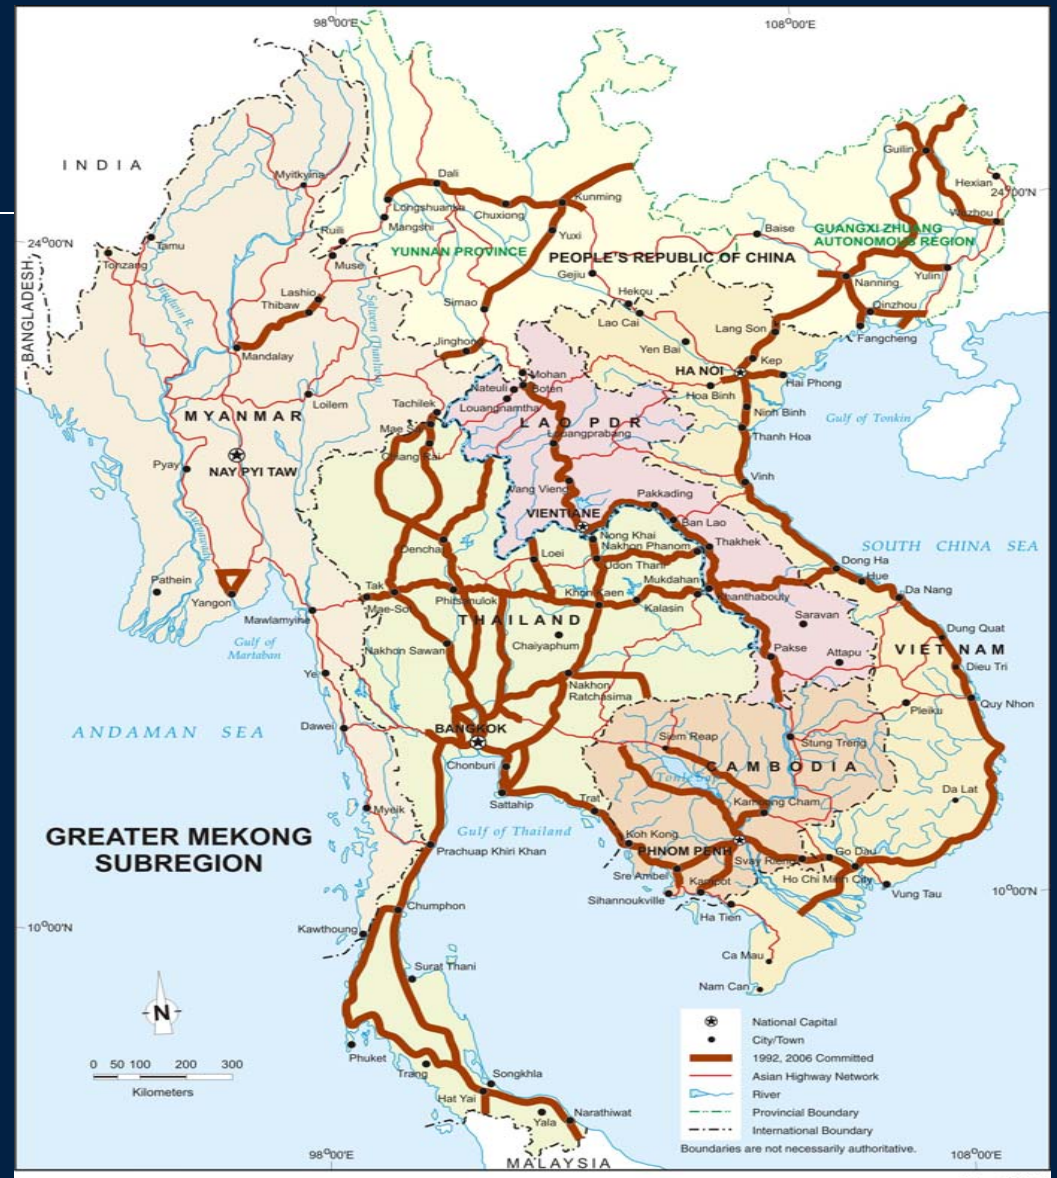 98°00'E
108°00'E
INDIA
Myitkyina
Dali
Longshuan
Chuxiong
Kunming
Guilin
Hexian
24°00'N
Wuzhou
Ruili
Mangshi
Yuxi
Baise
GUANGXI ZHUANG
AUTONOMOUS REGION
24°00'N
Tamu
Tonzang
Muse
YUNNAN PROVINCE
PEOPLE'S REPUBLIC OF CHINA
Gejiu
Nanning
Yulin
BANGLADESH
Chindwin R.
Lashio
Thibaw
Salween (Thanlwin)
Simao
Hekou
Lao Cai
Qinzhou
Lang Son
Fangcheng
Mandalay
Jinghong
Yen Bai
Kep
HA NOI
Mohan
Boten
Nateuli
Hai Phong
Hoa Binh
Loilem
Tachilek
Louangnamtha
Ninh Binh
MYANMAR
Mae S
LAO PDR
Gulf of Tonkin
Louangprabang
Thanh Hoa
Chiang Rai
NAY PYI TAW
Pyay
Vang Vieng
Vinh
Pakkading
VIENTIANE
Ban Lao
Nong Khai
Nakhon Phanom
Thakhek
SOUTH CHINA SEA
Dencha
Loei
Udon Thani
Dong Ha
Hue
Pathein
Tak
Mukdahan
Yangon
Mae-Sot
Phitsanulok
Khon Kaen
Khanthabouty
Da Nang
Mawlamyine
Kalasin
THAILAND
Saravan
Gulf of
Martaban
Chaiyaphum
Dung Quat
Nakhon Sawan
Pakse
Attapu
VIET NAM
Dieu Tri
Ye
Nakhon
Ratchasima
Quy Nhon
Pleiku
ANDAMAN SEA
Dawei
BANGKOK
Siem Reap
Stung Treng
Chonburi
CAMBODIA
Tonle Sap
Sattahip
Trat
Kampong Cham
Da Lat
Myeik
GREATER MEKONG
SUBREGION
Gulf of Thailand
Koh Kong
PHNOM PENH
Prachuap Khiri Khan
Svay Rieng
Go Dau
Sre Ambel
Kampot
Ho Chi Minh City
Sihannoukville
Vung Tau
10°00'N
Chumphon
Ha Tien
10°00'N
Kawthoung
Ca Mau
Surat Thani
Nam Can
N
0 50 100 200 300
Kilometers
National Capital
City/Town
1992, 2006 Committed
Asian Highway Network
River
Provincial Boundary
International Boundary
Boundaries are not necessarily authoritative.
Phuket
Trang
Songkhla
Hat Yai
Yala
Narathiwat
98°00'E
MALAYSIA
108°00'E